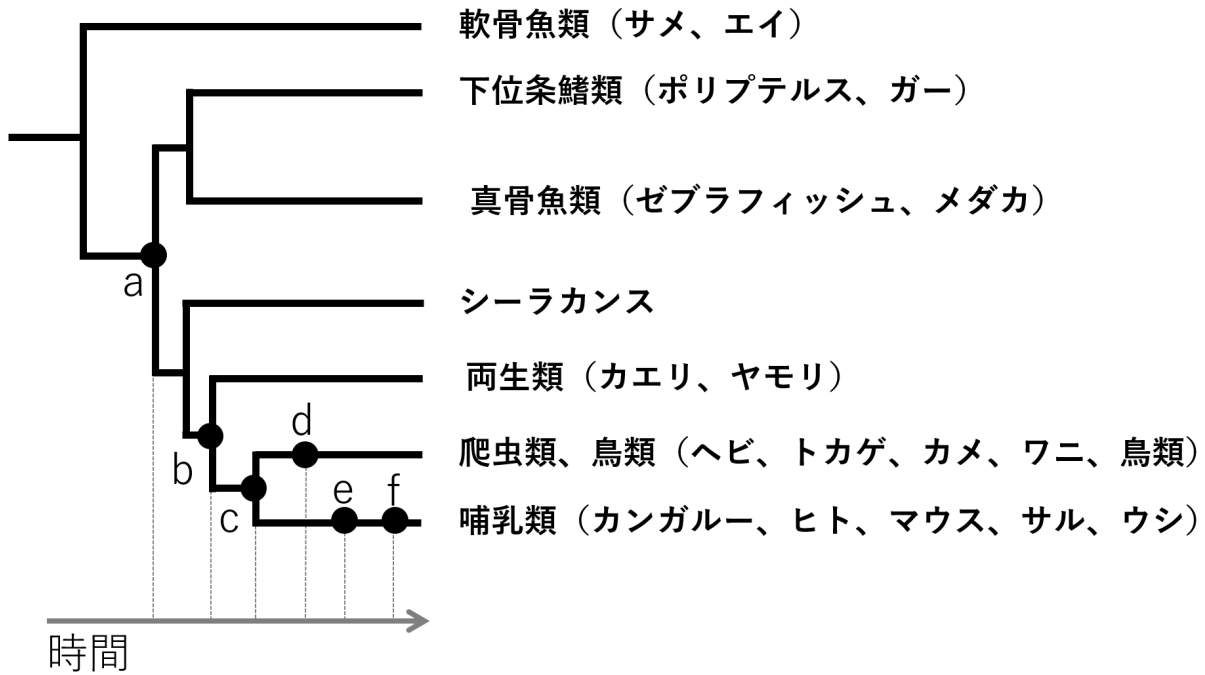 軟骨魚類（サメ、エイ）
下位条鰭類（ポリプテルス、ガー）
真骨魚類（ゼブラフィッシュ、メダカ）
a
シーラカンス
両生類（カエリ、ヤモリ）
d
爬虫類、鳥類（ヘビ、トカゲ、カメ、ワニ、鳥類）
b
e
f
c
哺乳類（カンガルー、ヒト、マウス、サル、ウシ）
時間